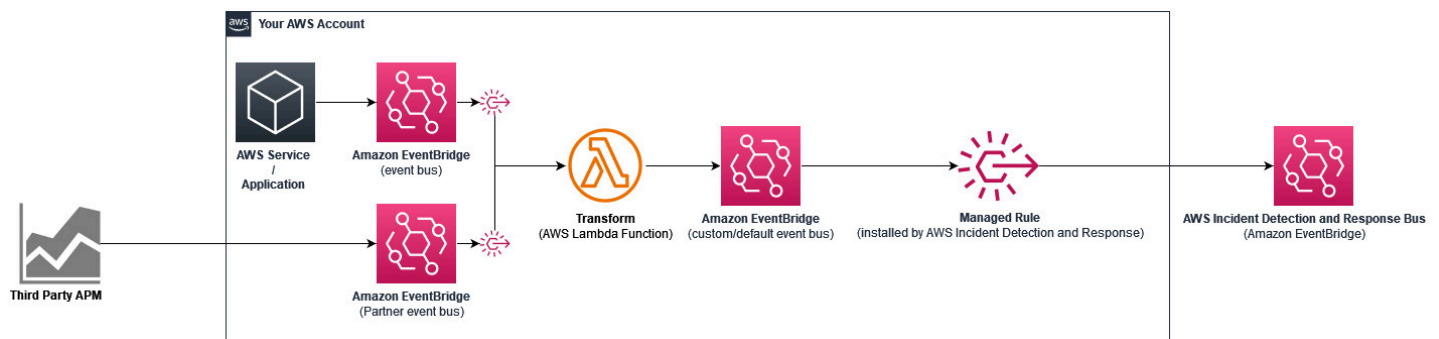 aws
Your AWS Account
AWS Service
/
Application
Amazon EventBridge
(event bus)
Transform
(AWS Lambda Function)
Amazon EventBridge
(custom/default event bus)
Managed Rule
(installed by AWS Incident Detection and Response)
AWS Incident Detection and Response Bus
(Amazon EventBridge)
Third Party APM
Amazon EventBridge
(Partner event bus)